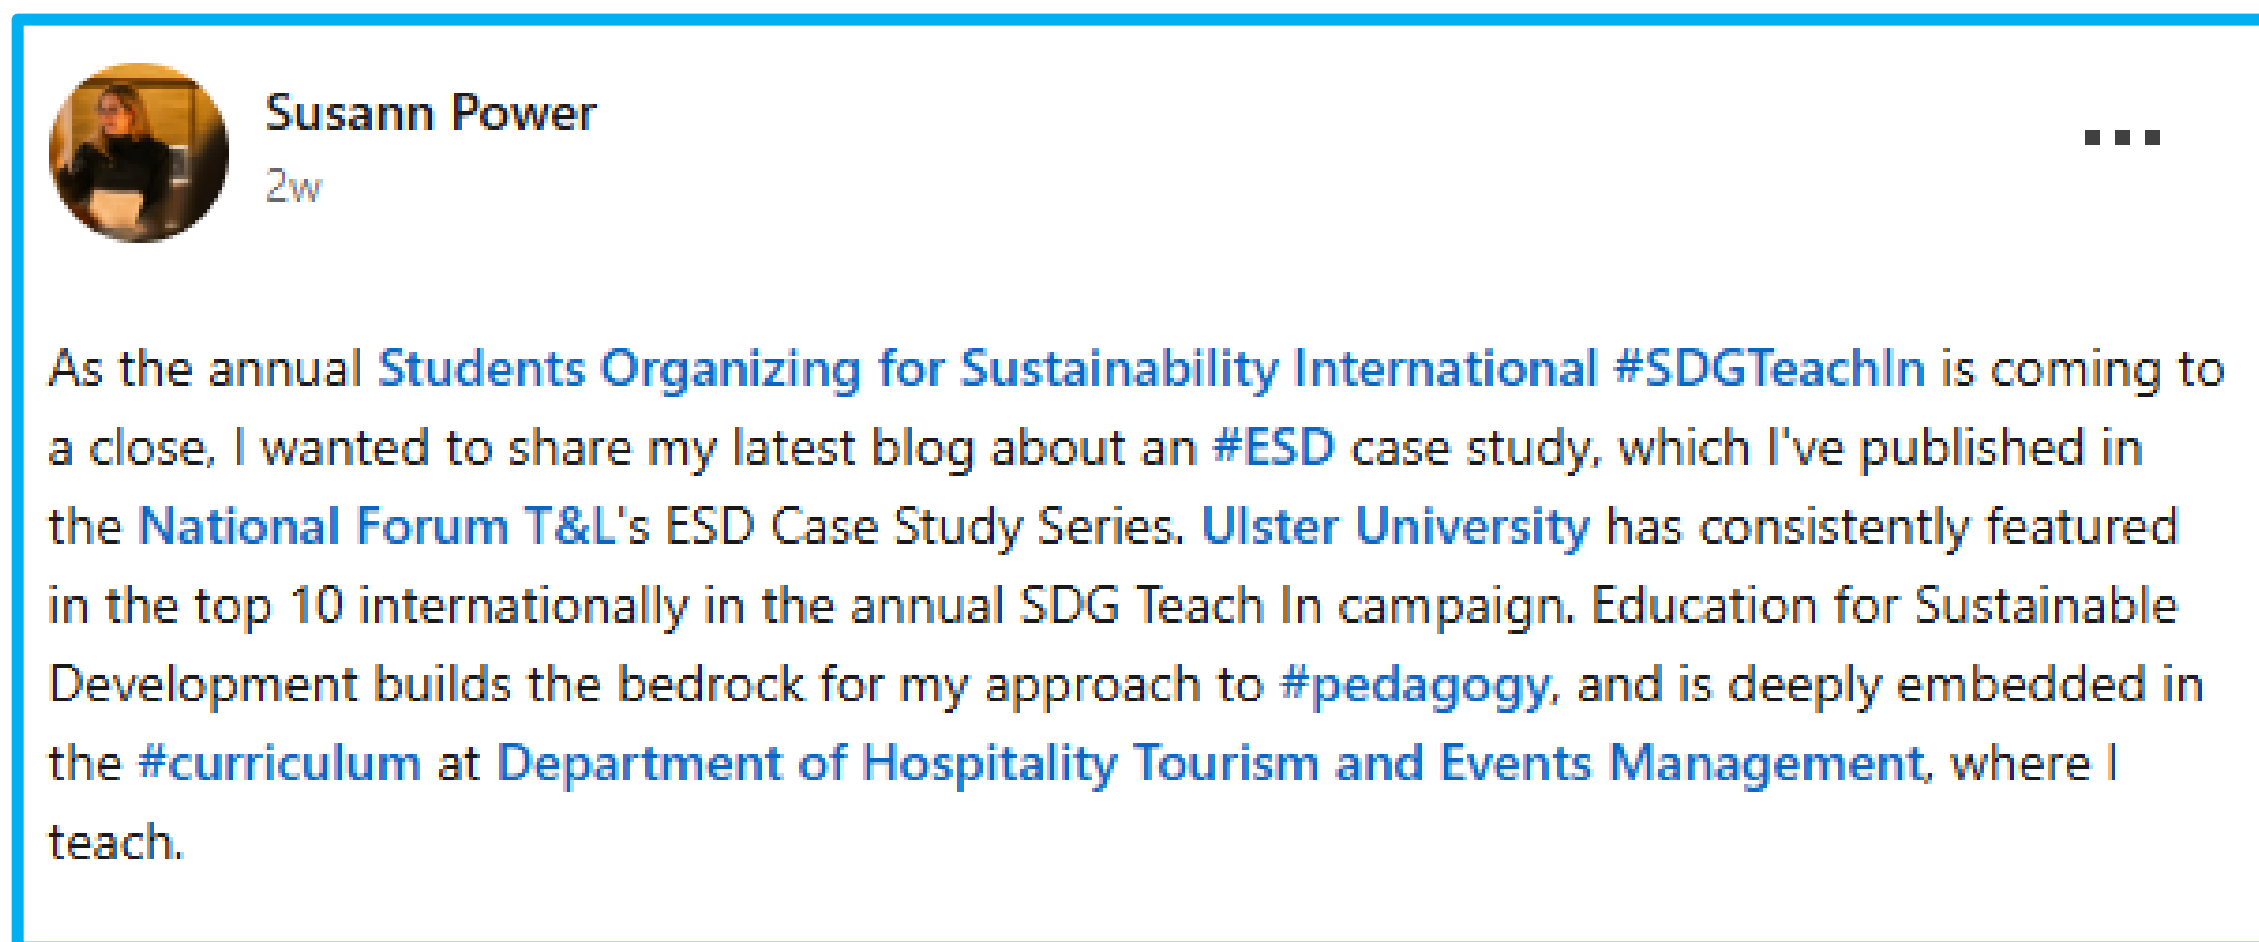 Susann Power
...
2w
As the annual Students Organizing for Sustainability International #SDGTeachIn is coming to
a close, I wanted to share my latest blog about an #ESD case study, which I've published in
the National Forum T&L's ESD Case Study Series. Ulster University has consistently featured
in the top 10 internationally in the annual SDG Teach In campaign. Education for Sustainable
Development builds the bedrock for my approach to #pedagogy, and is deeply embedded in
the #curriculum at Department of Hospitality Tourism and Events Management, where I
teach.